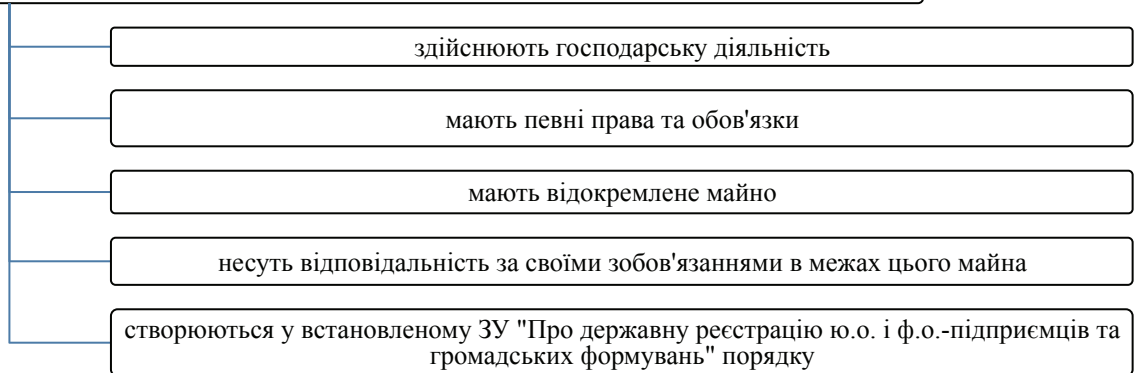 здійснюють господарську діяльність
мають певні права та обов'язки
мають відокремлене майно
несуть відповідальність за своїми зобов'язаннями в межах цього майна
створюються у встановленому ЗУ "Про державну реєстрацію ю.о. і ф.о.-підприємців та
громадських формувань" порядку